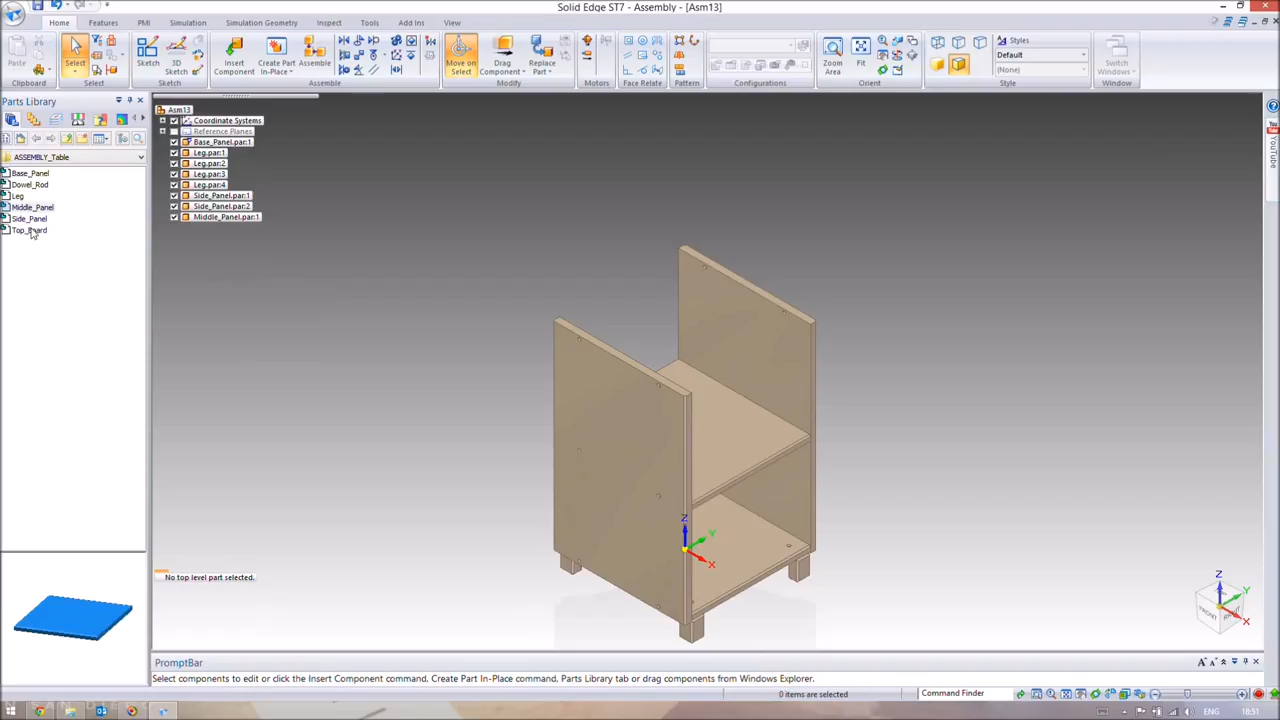 Solid Edge ST7 - Assembly - [Asm13]
Home Features PMI Simulation Simulation Geometry Inspect Tools Add Ins View
Paste
Select
Sketch
3D Sketch
Insert Component
Create Part In-Place
Assemble
Move on Select
Drag Component
Replace Part
Zoom Area
Fit
Styles
Default
(None)
Switch Windows
Clipboard Select Sketch Assemble Modify Face Relate Motors Pattern Configurations Orient Style Window
Parts Library
ASSEMBLY_Table
Base_Panel
Dowel_Rod
Leg
Middle_Panel
Side_Panel
Top_Board
Asm13
Coordinate Systems
Reference Planes
Base_Panel.par:1
Leg.par:1
Leg.par:2
Leg.par:3
Leg.par:4
Side_Panel.par:1
Side_Panel.par:2
Middle_Panel.par:1
YouTube
Z
Y
X
No top level part selected.
Z
Y
X
FRONT
RIGHT
PromptBar
Select components to edit or click the Insert Component command, Create Part In-Place command, Parts Library tab or drag components from Windows Explorer.
0 items are selected
Command Finder
ENG 18:51